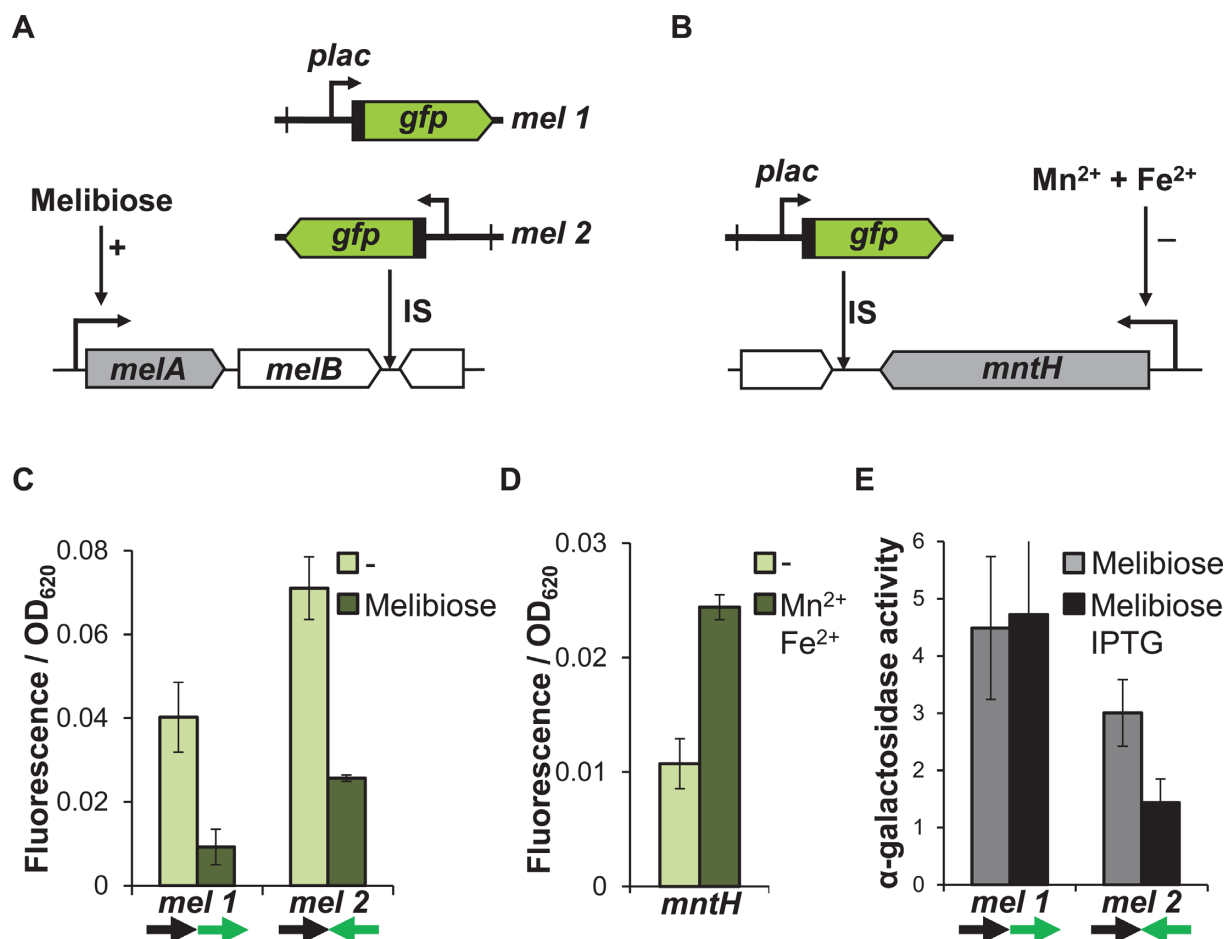 A
plac
gfp
mel 1
Melibiose
+
gfp
mel 2
IS
melA
melB
B
plac
gfp
Mn²⁺ + Fe²⁺
–
IS
mntH
C
Fluorescence / OD₆₂₀
0.08
0.06
0.04
0.02
0
-
Melibiose
mel 1
mel 2
D
Fluorescence / OD₆₂₀
0.03
0.02
0.01
0
-
Mn²⁺
Fe²⁺
mntH
E
α-galactosidase activity
6
5
4
3
2
1
0
Melibiose
Melibiose
IPTG
mel 1
mel 2